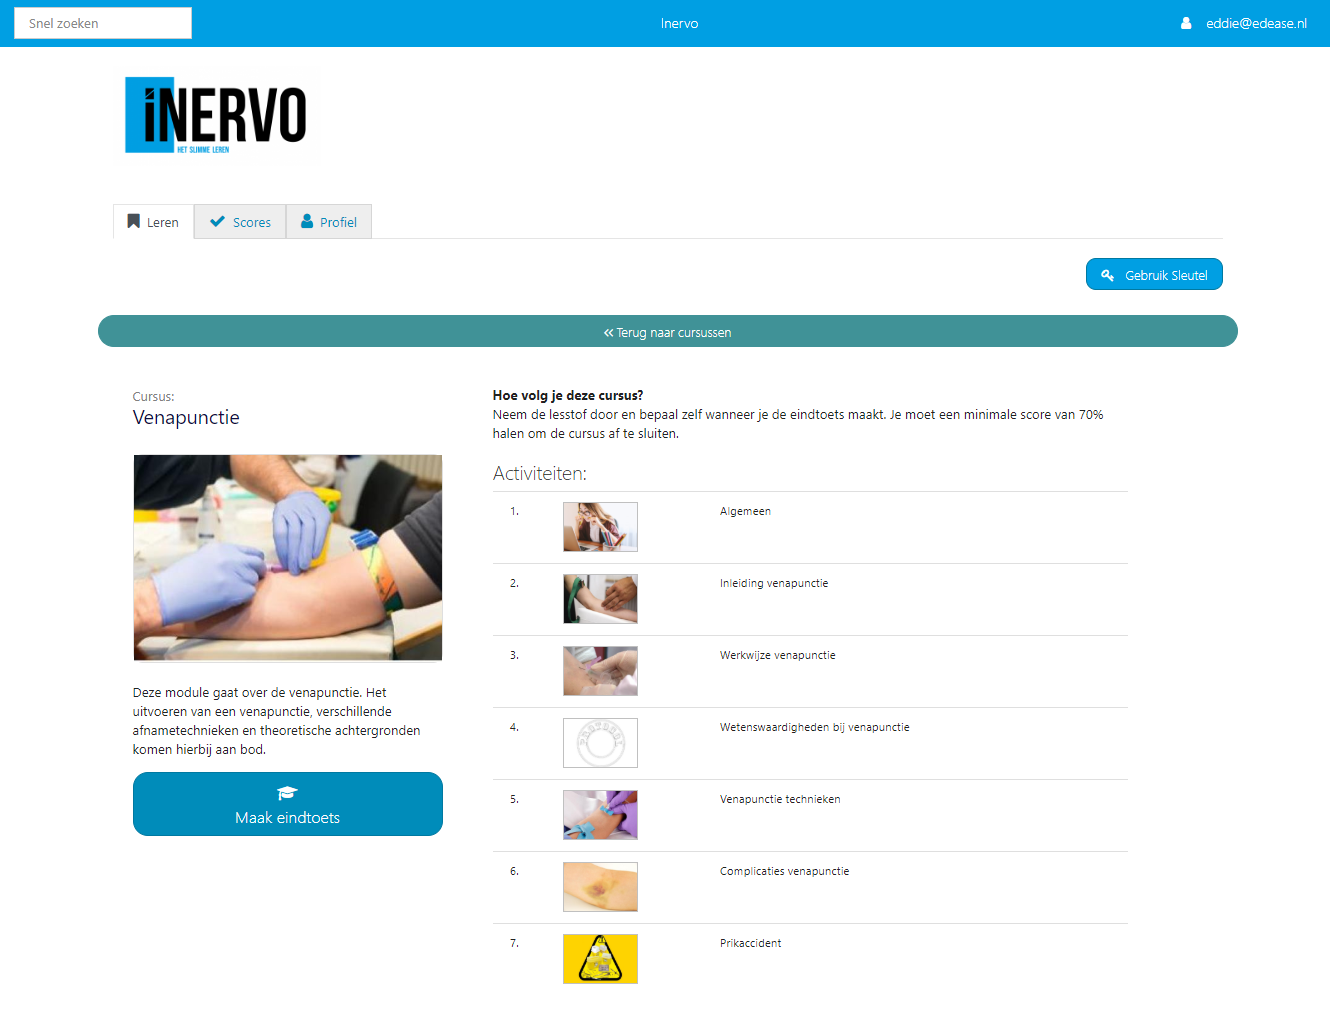 Snel zoeken
Inervo
eddie@edease.nl
iNERVO
HET SLIMME LEREN
Leren
Scores
Profiel
Gebruik Sleutel
« Terug naar cursussen
Cursus:
Venapunctie
Deze module gaat over de venapunctie. Het
uitvoeren van een venapunctie, verschillende
afnametechnieken en theoretische achtergronden
komen hierbij aan bod.
Maak eindtoets
Hoe volg je deze cursus?
Neem de lesstof door en bepaal zelf wanneer je de eindtoets maakt. Je moet een minimale score van 70%
halen om de cursus af te sluiten.
Activiteiten:
1. Algemeen
2. Inleiding venapunctie
3. Werkwijze venapunctie
4. Wetenswaardigheden bij venapunctie
5. Venapunctie technieken
6. Complicaties venapunctie
7. Prikaccident